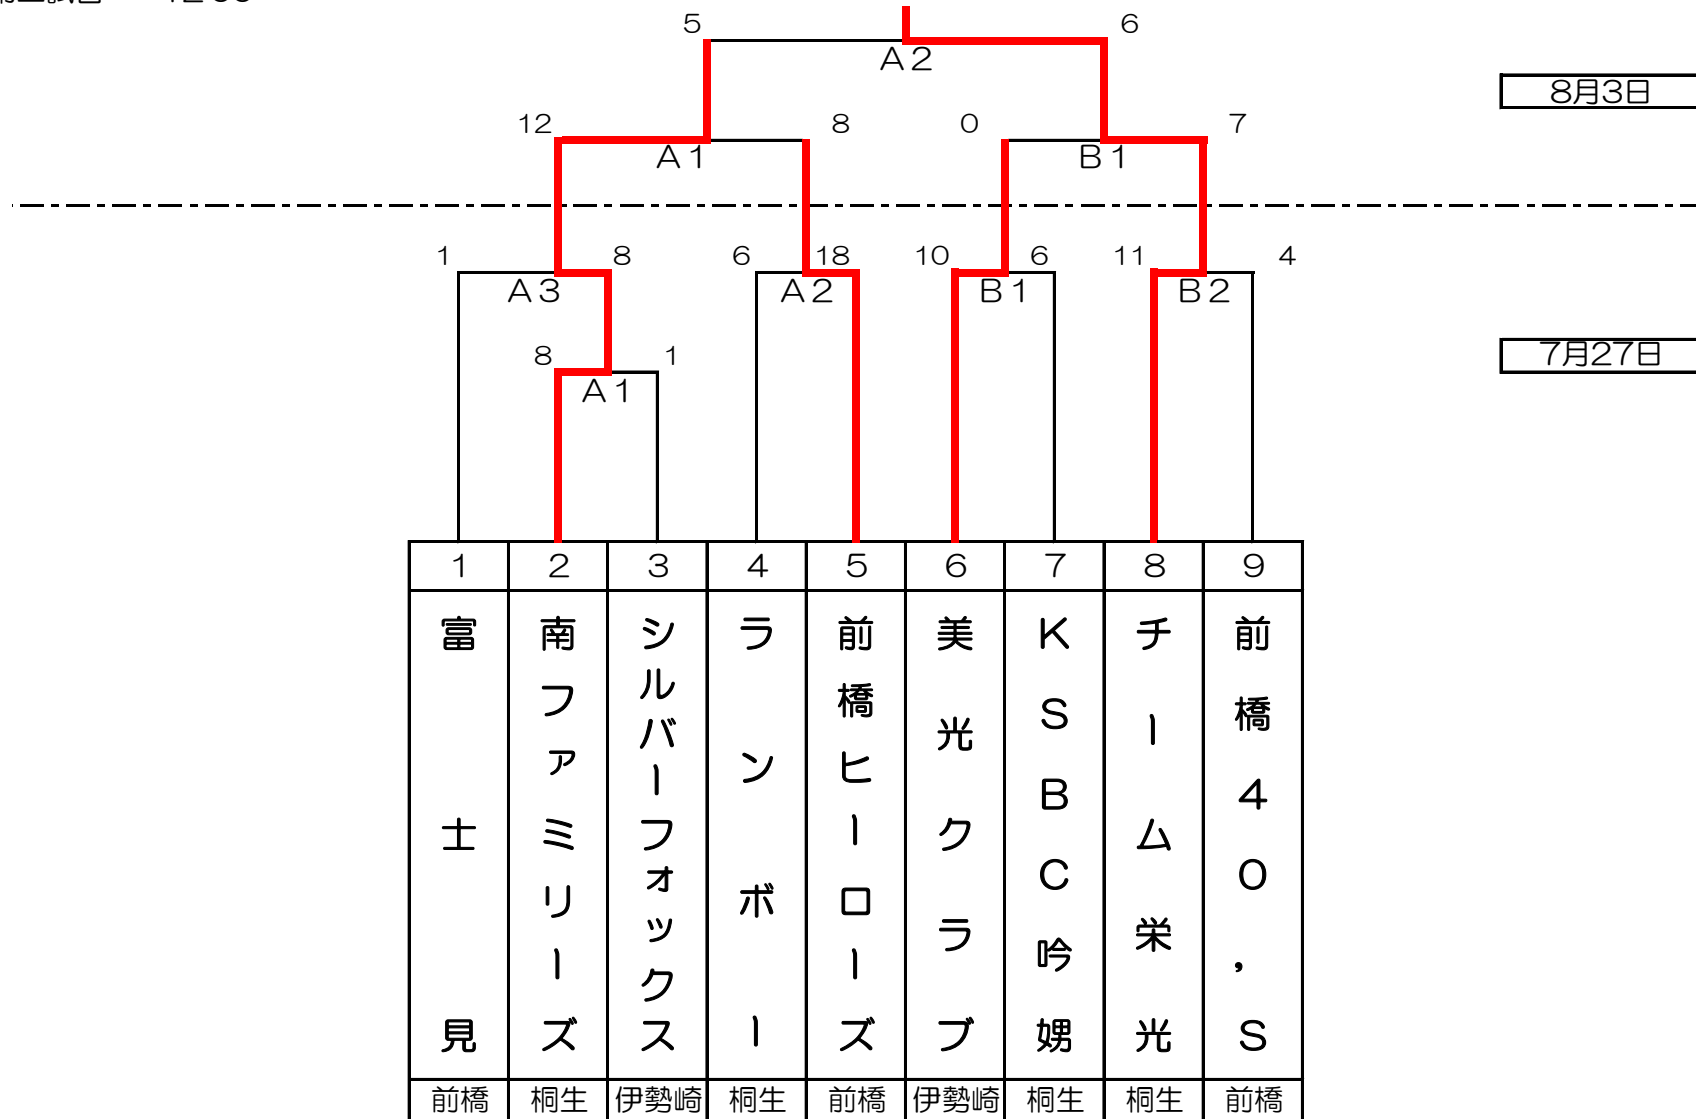 5 6
A2
8月3日
12 8 0 7
A1 B1
1 8 6 18 10 6 11 4
A3 A2 B1 B2
7月27日
8 1
A1
1 2 3 4 5 6 7 8 9
富士見
南ファミリーズ
シルバーフォックス
ランボー
前橋ヒーローズ
美光クラブ
KSBC吟甥
チーム栄光
前橋40,S
前橋 桐生 伊勢崎 桐生 前橋 伊勢崎 桐生 桐生 前橋